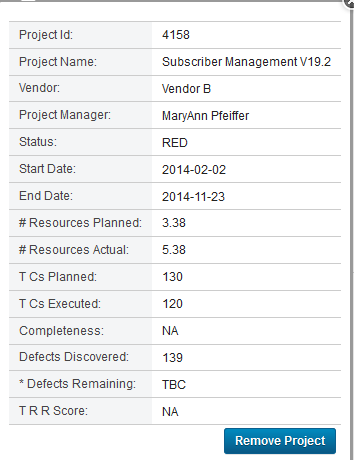 Project Id: 4158
Project Name: Subscriber Management V19.2
Vendor: Vendor B
Project Manager: MaryAnn Pfeiffer
Status: RED
Start Date: 2014-02-02
End Date: 2014-11-23
# Resources Planned: 3.38
# Resources Actual: 5.38
T Cs Planned: 130
T Cs Executed: 120
Completeness: NA
Defects Discovered: 139
* Defects Remaining: TBC
T R R Score: NA
Remove Project